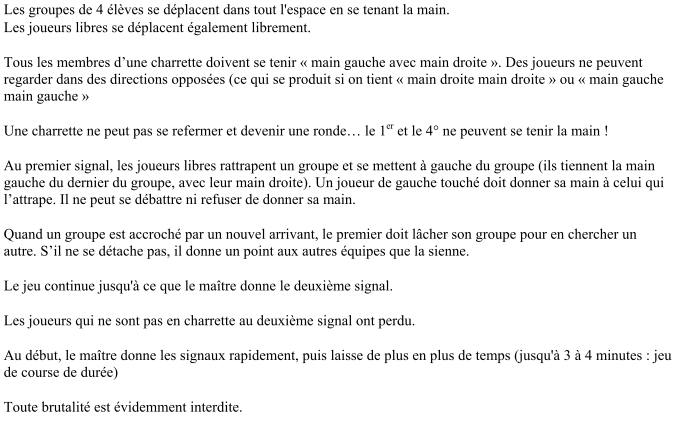 Les groupes de 4 élèves se déplacent dans tout l'espace en se tenant la main.
Les joueurs libres se déplacent également librement.
Tous les membres d’une charrette doivent se tenir « main gauche avec main droite ». Des joueurs ne peuvent
regarder dans des directions opposées (ce qui se produit si on tient « main droite main droite » ou « main gauche
main gauche »
Une charrette ne peut pas se refermer et devenir une ronde… le 1er et le 4° ne peuvent se tenir la main !
Au premier signal, les joueurs libres rattrapent un groupe et se mettent à gauche du groupe (ils tiennent la main
gauche du dernier du groupe, avec leur main droite). Un joueur de gauche touché doit donner sa main à celui qui
l’attrape. Il ne peut se débattre ni refuser de donner sa main.
Quand un groupe est accroché par un nouvel arrivant, le premier doit lâcher son groupe pour en chercher un
autre. S’il ne se détache pas, il donne un point aux autres équipes que la sienne.
Le jeu continue jusqu'à ce que le maître donne le deuxième signal.
Les joueurs qui ne sont pas en charrette au deuxième signal ont perdu.
Au début, le maître donne les signaux rapidement, puis laisse de plus en plus de temps (jusqu'à 3 à 4 minutes : jeu
de course de durée)
Toute brutalité est évidemment interdite.